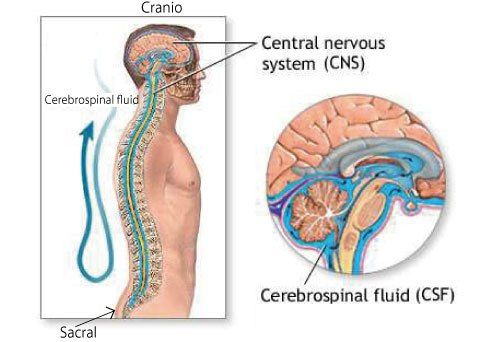 Cranio
Central nervous
system (CNS)
Cerebrospinal fluid
Cerebrospinal fluid (CSF)
Sacral